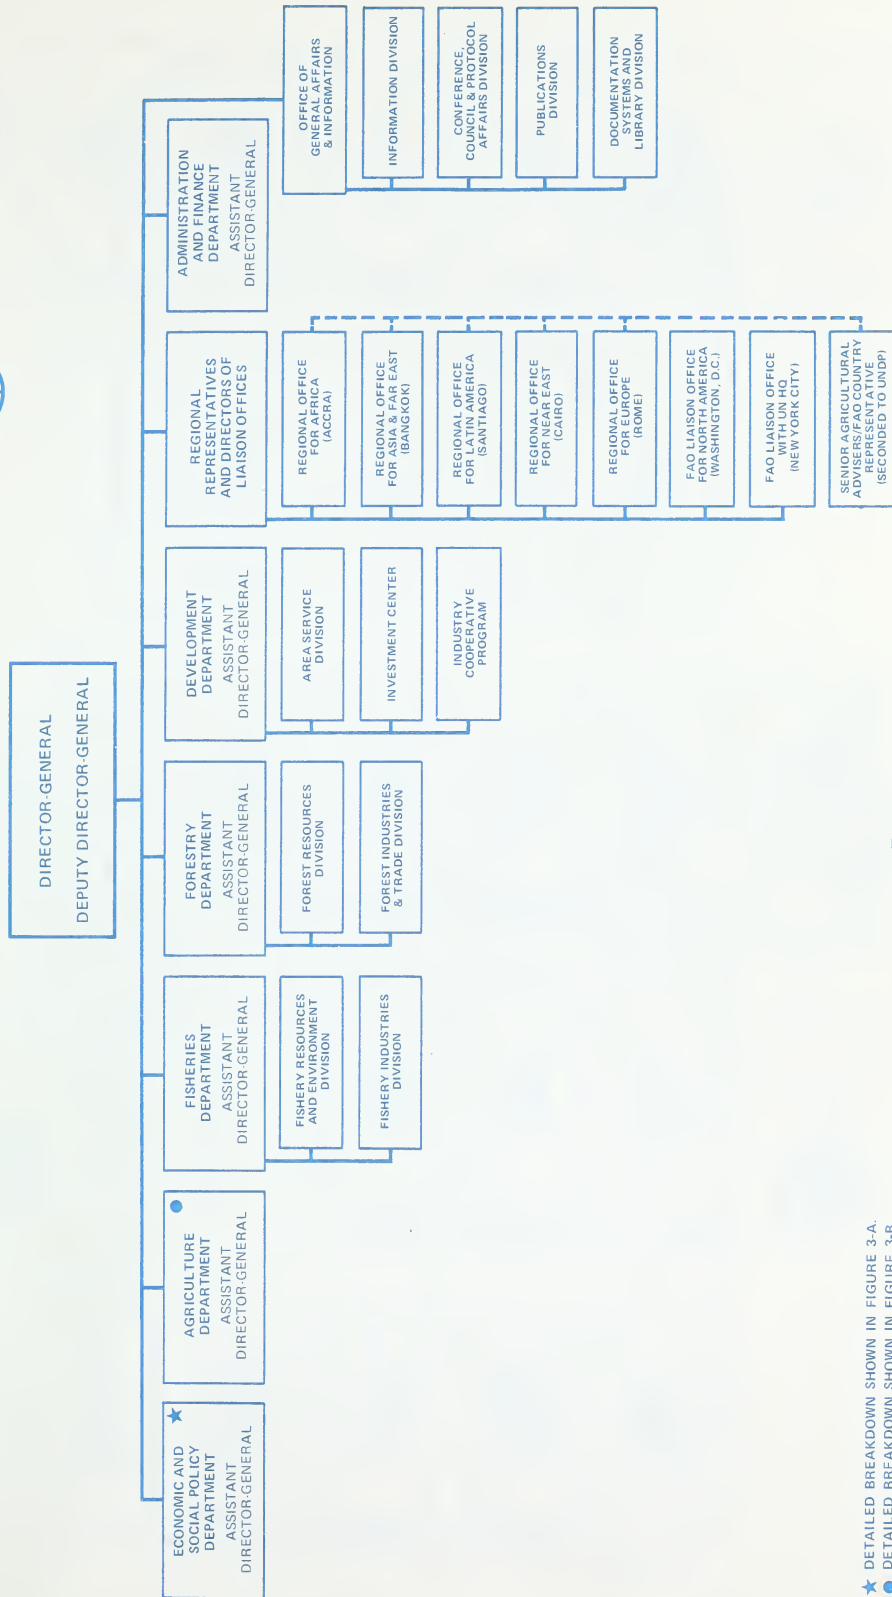 DIRECTOR-GENERAL
DEPUTY DIRECTOR-GENERAL
ECONOMIC AND
SOCIAL POLICY
DEPARTMENT
ASSISTANT
DIRECTOR-GENERAL
AGRICULTURE
DEPARTMENT
ASSISTANT
DIRECTOR-GENERAL
FISHERIES
DEPARTMENT
ASSISTANT
DIRECTOR-GENERAL
FISHERY RESOURCES
AND ENVIRONMENT
DIVISION
FISHERY INDUSTRIES
DIVISION
FORESTRY
DEPARTMENT
ASSISTANT
DIRECTOR-GENERAL
FOREST RESOURCES
DIVISION
FOREST INDUSTRIES
& TRADE DIVISION
DEVELOPMENT
DEPARTMENT
ASSISTANT
DIRECTOR-GENERAL
AREA SERVICE
DIVISION
INVESTMENT CENTER
INDUSTRY
COOPERATIVE
PROGRAM
REGIONAL
REPRESENTATIVES
AND DIRECTORS OF
LIAISON OFFICES
REGIONAL OFFICE
FOR AFRICA
(ACCRA)
REGIONAL OFFICE
FOR ASIA & FAR EAST
(BANGKOK)
REGIONAL OFFICE
FOR LATIN AMERICA
(SANTIAGO)
REGIONAL OFFICE
FOR NEAR EAST
(CAIRO)
REGIONAL OFFICE
FOR EUROPE
(ROME)
FAO LIAISON OFFICE
FOR NORTH AMERICA
(WASHINGTON, D.C.)
FAO LIAISON OFFICE
WITH UN HQ
(NEW YORK CITY)
SENIOR AGRICULTURAL
ADVISERS/FAO COUNTRY
REPRESENTATIVE
(SECONDED TO UNDP)
ADMINISTRATION
AND FINANCE
DEPARTMENT
ASSISTANT
DIRECTOR-GENERAL
OFFICE OF
GENERAL AFFAIRS
& INFORMATION
INFORMATION DIVISION
CONFERENCE,
COUNCIL & PROTOCOL
AFFAIRS DIVISION
PUBLICATIONS
DIVISION
DOCUMENTATION
SYSTEMS AND
LIBRARY DIVISION
★ DETAILED BREAKDOWN SHOWN IN FIGURE 3-A.
● DETAILED BREAKDOWN SHOWN IN FIGURE 3-B